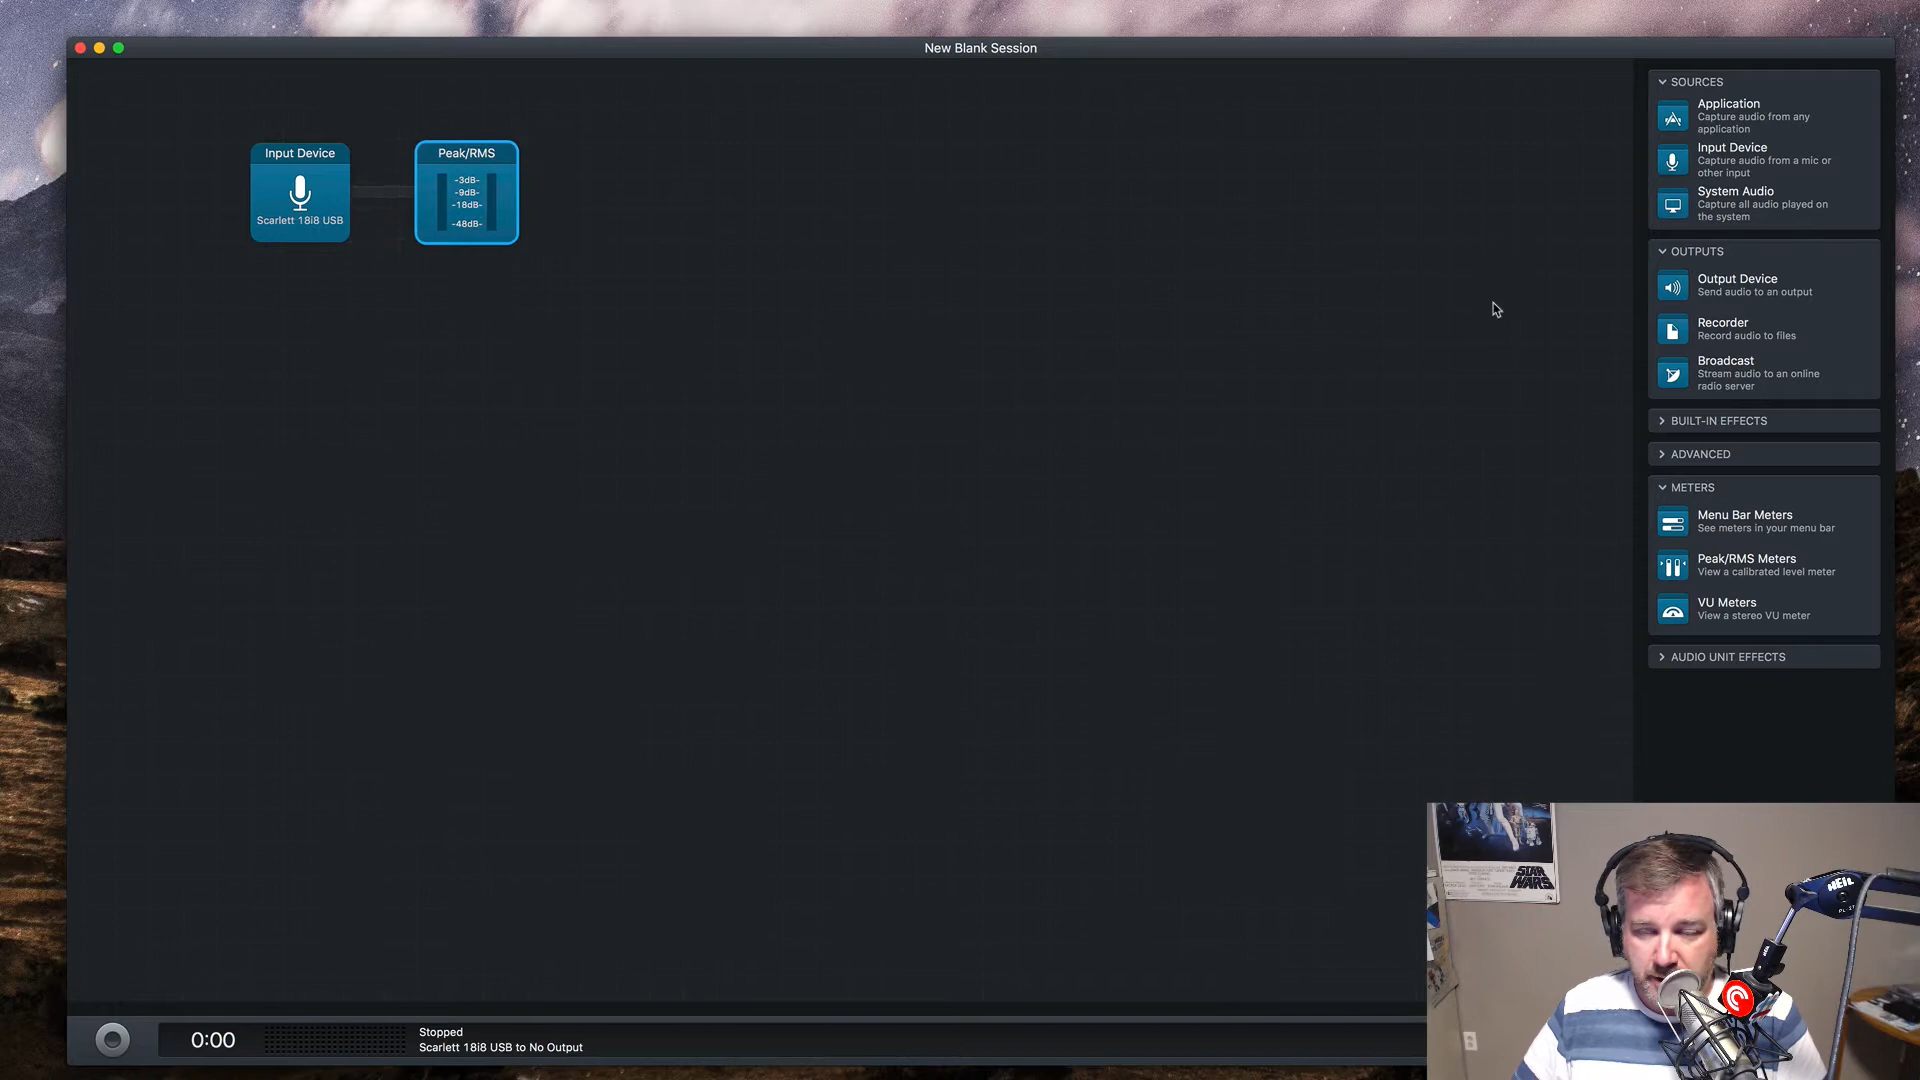 New Blank Session
Input Device
Scarlett 18i8 USB
Peak/RMS
-3dB-
-9dB-
-18dB-
-48dB-
SOURCES
Application
Capture audio from any
application
Input Device
Capture audio from a mic or
other input
System Audio
Capture all audio played on
the system
OUTPUTS
Output Device
Send audio to an output
Recorder
Record audio to files
Broadcast
Stream audio to an online
radio server
BUILT-IN EFFECTS
ADVANCED
METERS
Menu Bar Meters
See meters in your menu bar
Peak/RMS Meters
View a calibrated level meter
VU Meters
View a stereo VU meter
AUDIO UNIT EFFECTS
STAR
WARS
HEIL
0:00
Stopped
Scarlett 18i8 USB to No Output